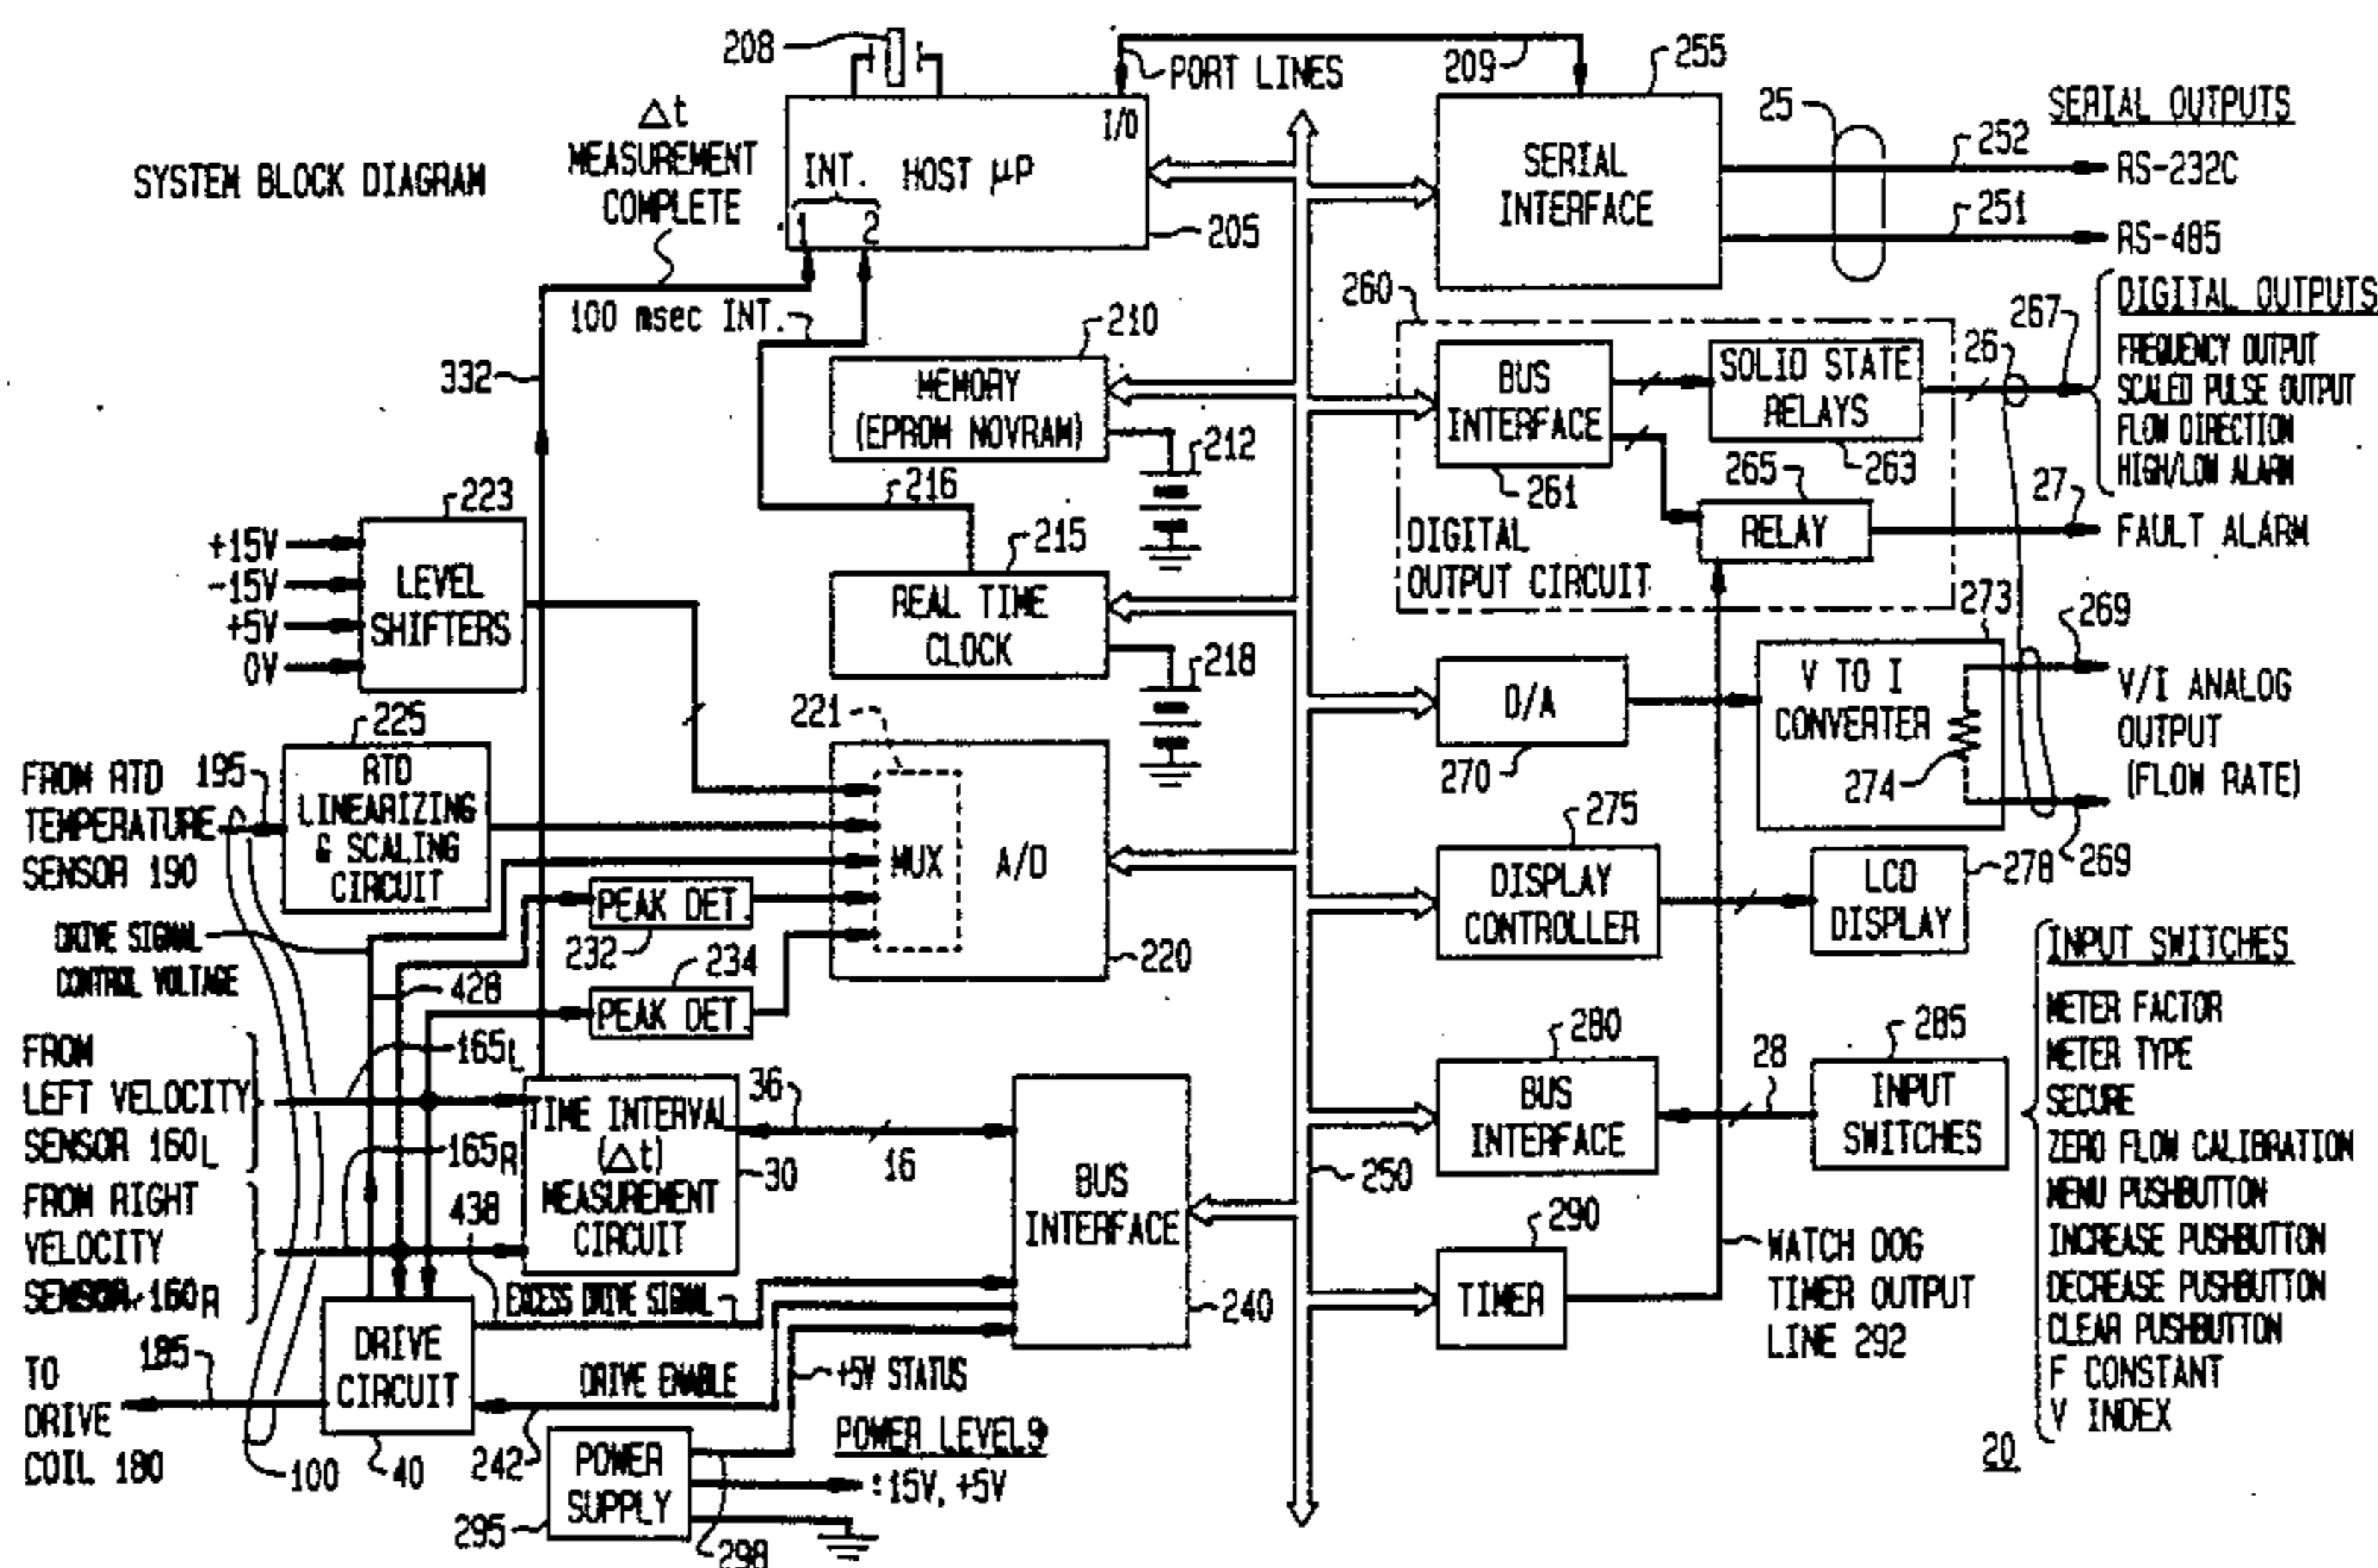 SYSTEM BLOCK DIAGRAM
208
Δt
MEASUREMENT
COMPLETE
I/O
INT.
HOST µP
1
2
205
PORT LINES
209
255
SERIAL
INTERFACE
25
SERIAL OUTPUTS
252
RS-232C
251
RS-485
100 msec INT.
332
210
MEMORY
(EPROM NOVRAM)
212
216
215
REAL TIME
CLOCK
218
260
BUS
INTERFACE
261
SOLID STATE
RELAYS
263
265
RELAY
DIGITAL
OUTPUT CIRCUIT
26
267
DIGITAL OUTPUTS
FREQUENCY OUTPUT
SCALED PULSE OUTPUT
FLOW DIRECTION
HIGH/LOW ALARM
27
FAULT ALARM
223
+15V
-15V
+5V
0V
LEVEL
SHIFTERS
225
FROM RTD
TEMPERATURE
SENSOR 190
195
RTD
LINEARIZING
& SCALING
CIRCUIT
221
MUX
A/D
220
D/A
270
273
V TO I
CONVERTER
274
269
V/I ANALOG
OUTPUT
(FLOW RATE)
269
DRIVE SIGNAL
CONTROL VOLTAGE
428
PEAK DET.
232
234
PEAK DET.
275
DISPLAY
CONTROLLER
278
LCD
DISPLAY
FROM
LEFT VELOCITY
SENSOR 160L
165L
FROM RIGHT
VELOCITY
SENSOR 160R
165R
438
TIME INTERVAL
(Δt)
MEASUREMENT
CIRCUIT
30
36
16
BUS
INTERFACE
240
250
280
BUS
INTERFACE
28
285
INPUT
SWITCHES
INPUT SWITCHES
METER FACTOR
METER TYPE
SECURE
ZERO FLOW CALIBRATION
MENU PUSHBUTTON
INCREASE PUSHBUTTON
DECREASE PUSHBUTTON
CLEAR PUSHBUTTON
F CONSTANT
V INDEX
290
TIMER
WATCH DOG
TIMER OUTPUT
LINE 292
EXCESS DRIVE SIGNAL
DRIVE
CIRCUIT
40
TO
DRIVE
COIL 180
185
100
DRIVE ENABLE
242
+5V STATUS
POWER LEVELS
:15V, +5V
POWER
SUPPLY
295
298
20